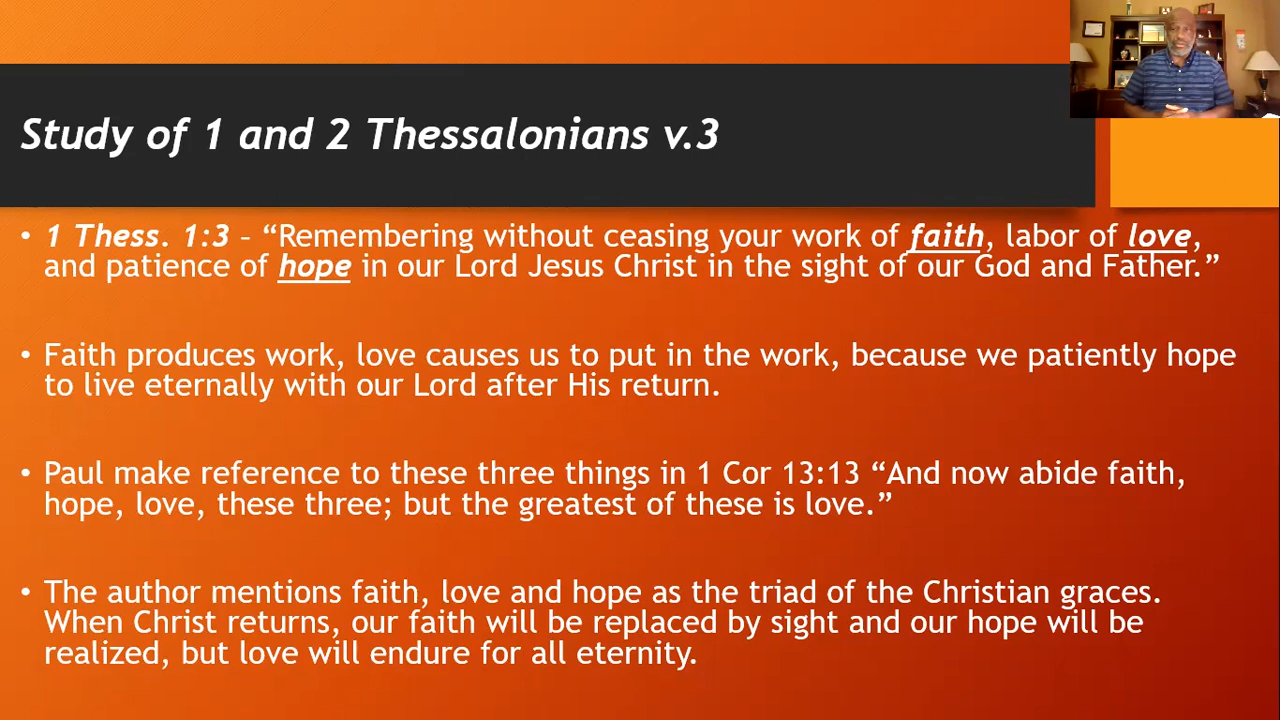 Study of 1 and 2 Thessalonians v.3
• 1 Thess. 1:3 – “Remembering without ceasing your work of faith, labor of love,
and patience of hope in our Lord Jesus Christ in the sight of our God and Father.”
• Faith produces work, love causes us to put in the work, because we patiently hope
to live eternally with our Lord after His return.
• Paul make reference to these three things in 1 Cor 13:13 “And now abide faith,
hope, love, these three; but the greatest of these is love.”
• The author mentions faith, love and hope as the triad of the Christian graces.
When Christ returns, our faith will be replaced by sight and our hope will be
realized, but love will endure for all eternity.